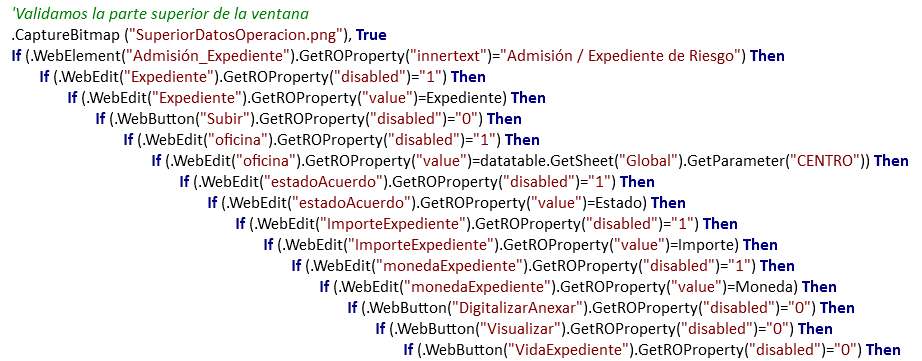 'Validamos la parte superior de la ventana
.CaptureBitmap ("SuperiorDatosOperacion.png"), True
If (.WebElement("Admisión_Expediente").GetROProperty("innertext")="Admisión / Expediente de Riesgo") Then
If (.WebEdit("Expediente").GetROProperty("disabled")="1") Then
If (.WebEdit("Expediente").GetROProperty("value")=Expediente) Then
If (.WebButton("Subir").GetROProperty("disabled")="0") Then
If (.WebEdit("oficina").GetROProperty("disabled")="1") Then
If (.WebEdit("oficina").GetROProperty("value")=datatable.GetSheet("Global").GetParameter("CENTRO")) Then
If (.WebEdit("estadoAcuerdo").GetROProperty("disabled")="1") Then
If (.WebEdit("estadoAcuerdo").GetROProperty("value")=Estado) Then
If (.WebEdit("ImporteExpediente").GetROProperty("disabled")="1") Then
If (.WebEdit("ImporteExpediente").GetROProperty("value")=Importe) Then
If (.WebEdit("monedaExpediente").GetROProperty("disabled")="1") Then
If (.WebEdit("monedaExpediente").GetROProperty("value")=Moneda) Then
If (.WebButton("DigitalizarAnexar").GetROProperty("disabled")="0") Then
If (.WebButton("Visualizar").GetROProperty("disabled")="0") Then
If (.WebButton("VidaExpediente").GetROProperty("disabled")="0") Then